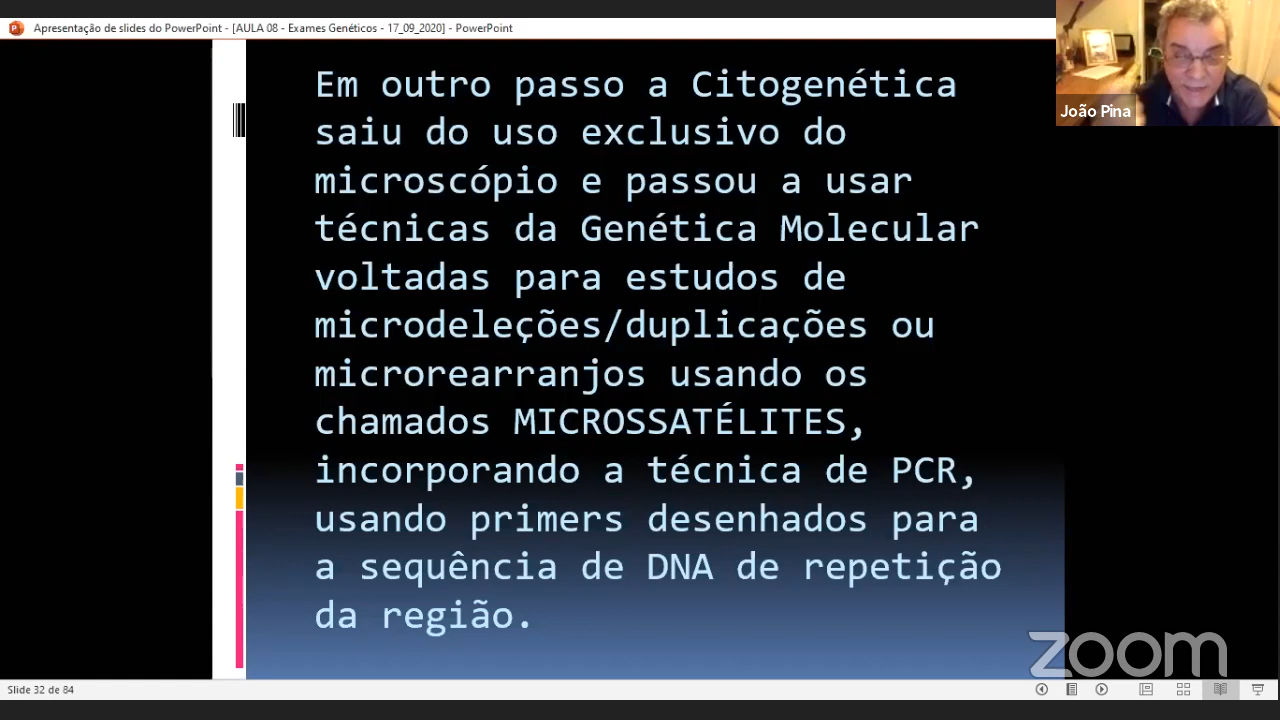 Apresentação de slides do PowerPoint - [AULA 08 - Exames Genéticos - 17_09_2020] - PowerPoint
João Pina
Em outro passo a Citogenética
saiu do uso exclusivo do
microscópio e passou a usar
técnicas da Genética Molecular
voltadas para estudos de
microdeleções/duplicações ou
microrearranjos usando os
chamados MICROSSATÉLITES,
incorporando a técnica de PCR,
usando primers desenhados para
a sequência de DNA de repetição
da região.
zoom
Slide 32 de 84